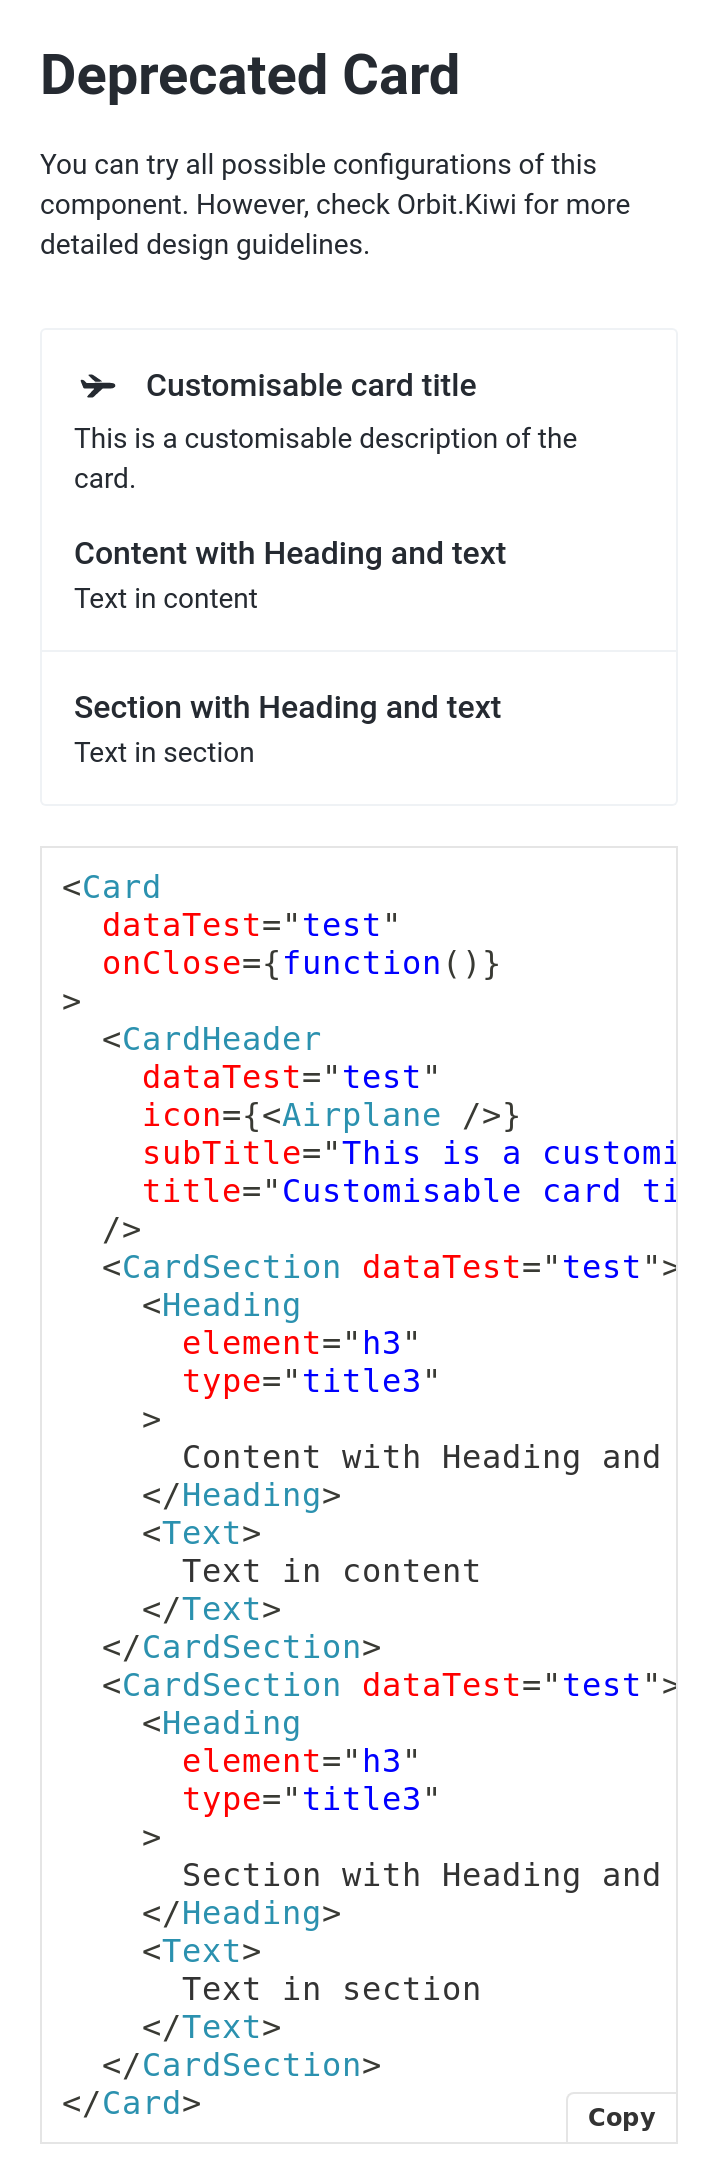 Deprecated Card
You can try all possible configurations of this
component. However, check Orbit.Kiwi for more
detailed design guidelines.
Customisable card title
This is a customisable description of the
card.
Content with Heading and text
Text in content
Section with Heading and text
Text in section
<Card
  dataTest="test"
  onClose={function()}
>
  <CardHeader
    dataTest="test"
    icon={<Airplane />}
    subTitle="This is a customi
    title="Customisable card ti
  />
  <CardSection dataTest="test">
    <Heading
      element="h3"
      type="title3"
    >
      Content with Heading and
    </Heading>
    <Text>
      Text in content
    </Text>
  </CardSection>
  <CardSection dataTest="test">
    <Heading
      element="h3"
      type="title3"
    >
      Section with Heading and
    </Heading>
    <Text>
      Text in section
    </Text>
  </CardSection>
</Card>
Copy